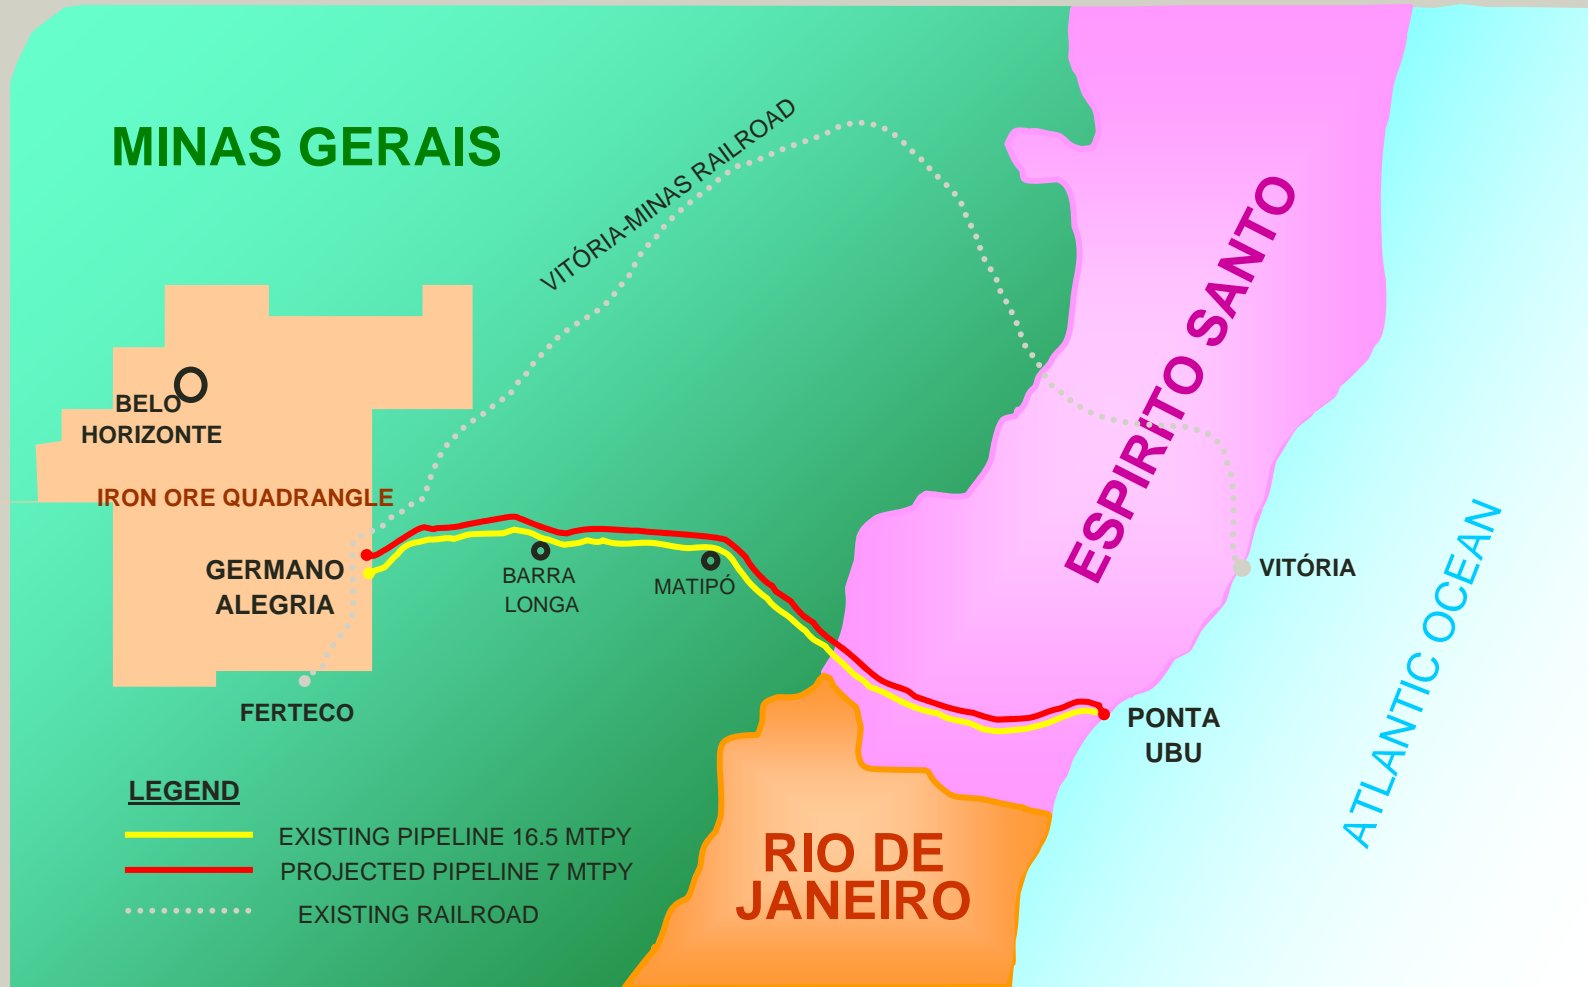 MINAS GERAIS
VITÓRIA-MINAS RAILROAD
ESPIRITO SANTO
BELO
HORIZONTE
IRON ORE QUADRANGLE
GERMANO
ALEGRIA
BARRA
LONGA
MATIPÓ
VITÓRIA
ATLANTIC OCEAN
FERTECO
PONTA
UBU
LEGEND
EXISTING PIPELINE 16.5 MTPY
PROJECTED PIPELINE 7 MTPY
EXISTING RAILROAD
RIO DE
JANEIRO